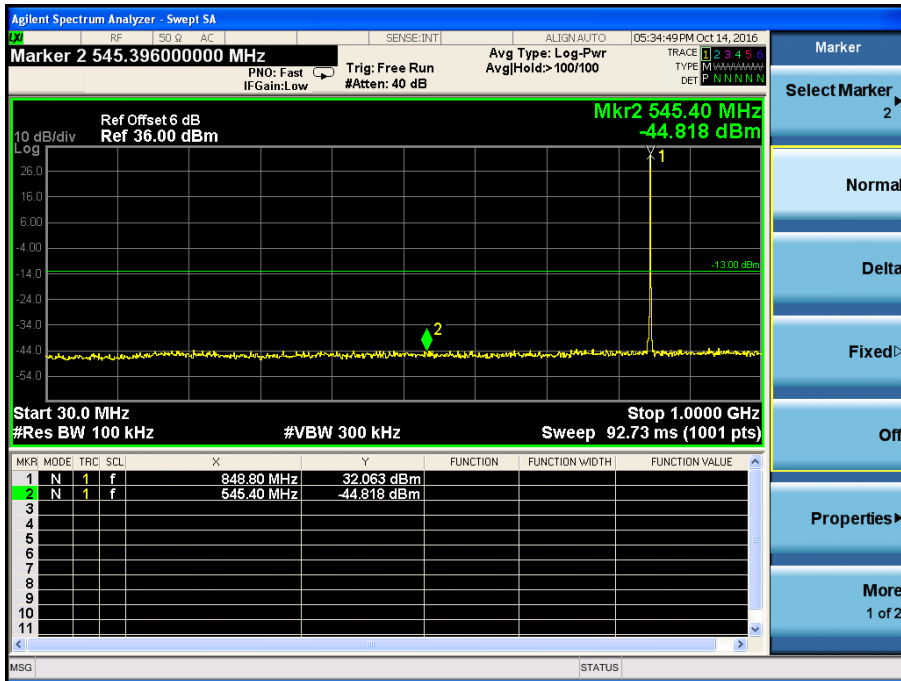 Agilent Spectrum Analyzer - Swept SA
LXI RF 50 Ω AC SENSE:INT ALIGNAUTO 05:34:49 PM Oct 14, 2016
Marker 2 545.396000000 MHz
PNO: Fast
IFGain:Low
Trig: Free Run
#Atten: 40 dB
Avg Type: Log-Pwr
Avg|Hold:>100/100
TRACE 1 2 3 4 5 6
TYPE M WWWWW
DET P N N N N N
Marker
Select Marker
2
Normal
Delta
Fixed
Off
Properties
More
1 of 2
Mkr2 545.40 MHz
-44.818 dBm
Ref Offset 6 dB
10 dB/div Ref 36.00 dBm
Log
1
26.0
16.0
6.00
-4.00
-13.00 dBm
-14.0
-24.0
-34.0
2
-44.0
-54.0
Start 30.0 MHz Stop 1.0000 GHz
#Res BW 100 kHz #VBW 300 kHz Sweep 92.73 ms (1001 pts)
MKR MODE TRC SCL X Y FUNCTION FUNCTION WIDTH FUNCTION VALUE
1 N 1 f 848.80 MHz 32.063 dBm
2 N 1 f 545.40 MHz -44.818 dBm
3
4
5
6
7
8
9
10
11
MSG STATUS